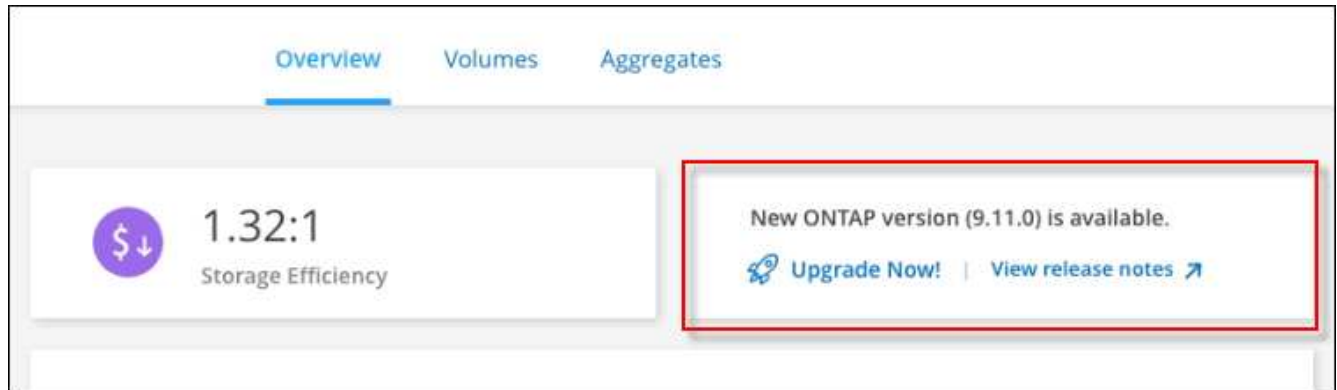 Overview Volumes Aggregates
1.32:1
Storage Efficiency
New ONTAP version (9.11.0) is available.
Upgrade Now! | View release notes